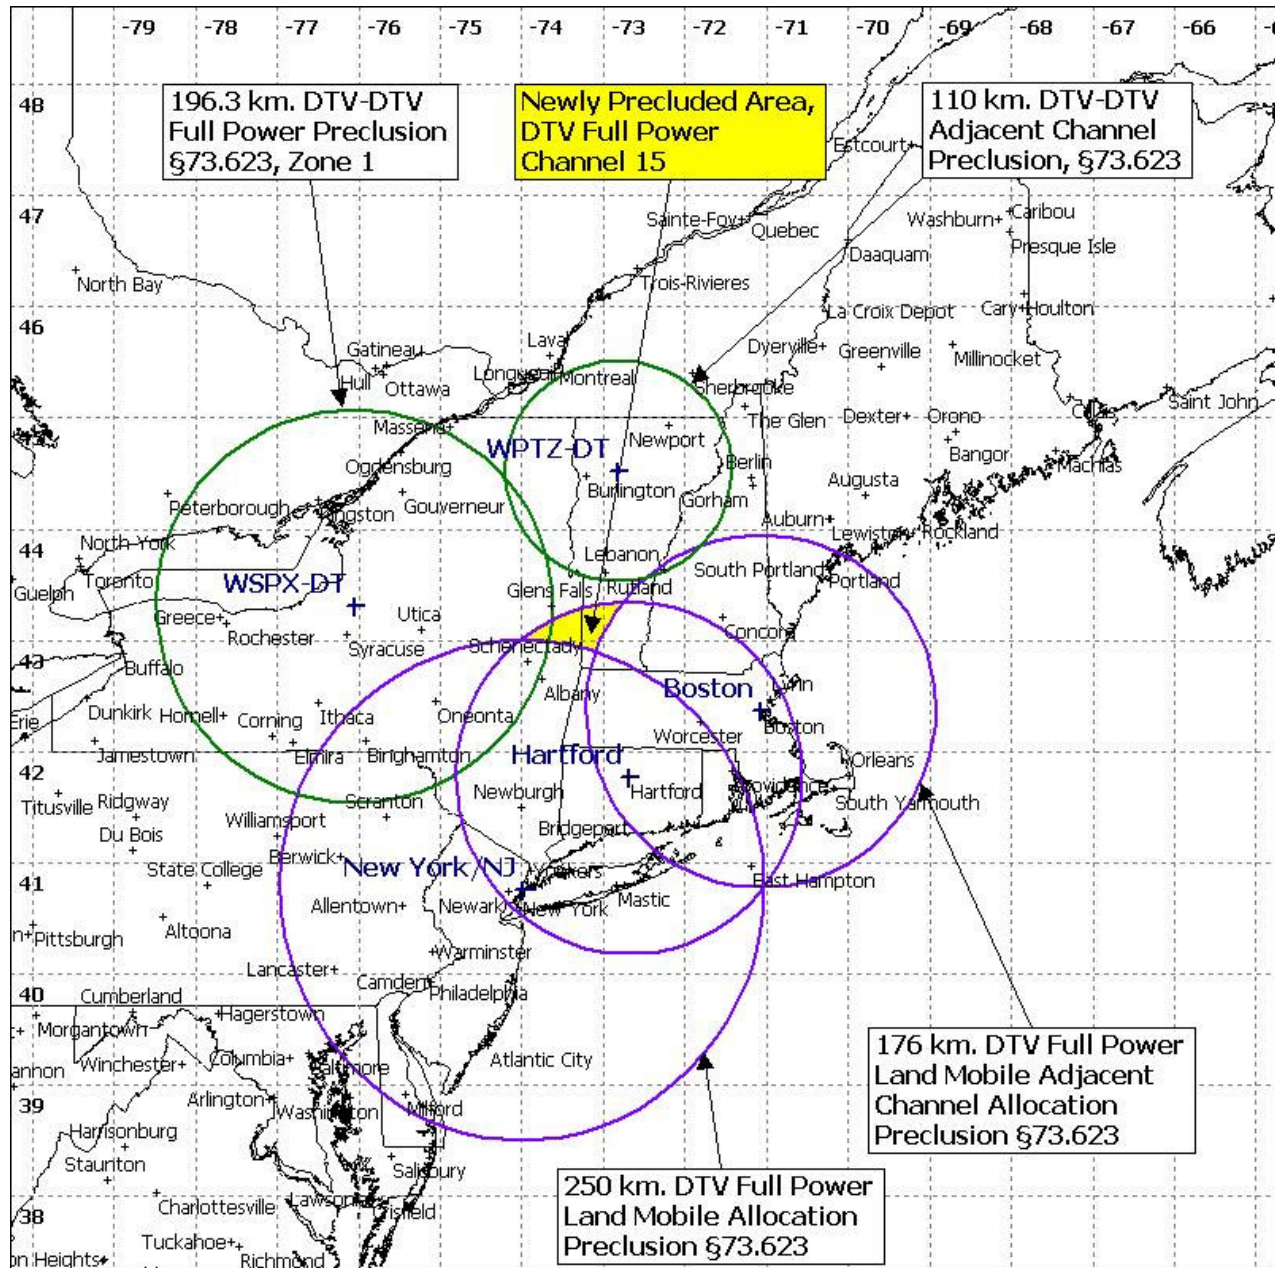 -79 -78 -77 -76 -75 -74 -73 -72 -71 -70 -69 -68 -67 -66
48
196.3 km. DTV-DTV
Full Power Preclusion
§73.623, Zone 1
Newly Precluded Area,
DTV Full Power
Channel 15
110 km. DTV-DTV
Adjacent Channel
Preclusion, §73.623
Estcourt
47
Sainte-Foy
Quebec
Washburn
Caribou
Presque Isle
Daaquam
North Bay
Trois-Rivieres
46
La Croix Depot
Cary
Houlton
Gatineau
Laval
Dyerville
Greenville
Millinocket
Hull
Ottawa
Longueuil
Montreal
Sherbrooke
Saint John
45
Massena
The Glen
Dexter
Orono
WPTZ-DT
Newport
Bangor
Machias
Ogdensburg
Berlin
Burlington
Gorham
Augusta
Peterborough
Kingston
Gouverneur
Auburn
Lewiston
Rockland
44
North York
Toronto
Lebanon
South Portland
Portland
Guelph
WSPX-DT
Glens Falls
Rutland
Greece
Rochester
Utica
Syracuse
Concord
43
Schenectady
Buffalo
Albany
Boston
Lynn
Erie
Dunkirk
Hornell
Corning
Ithaca
Oneonta
Boston
Worcester
Jamestown
Elmira
Binghamton
Hartford
Orleans
42
Titusville
Ridgway
Scranton
Newburgh
Hartford
Providence
South Yarmouth
Du Bois
Williamsport
Bridgeport
Berwick
New York/NJ
Yonkers
41
State College
East Hampton
Allentown
Newark
New York
Mastic
Altoona
Pittsburgh
Warminster
Lancaster
Camden
40
Cumberland
Philadelphia
Morgantown
Hagerstown
Winchester
Columbia
Baltimore
Atlantic City
176 km. DTV Full Power
Land Mobile Adjacent
Channel Allocation
Preclusion §73.623
39
Arlington
Washington
Milford
Harrisonburg
Staunton
Salisbury
250 km. DTV Full Power
Land Mobile Allocation
Preclusion §73.623
38
Charlottesville
Tuckahoe
Richmond